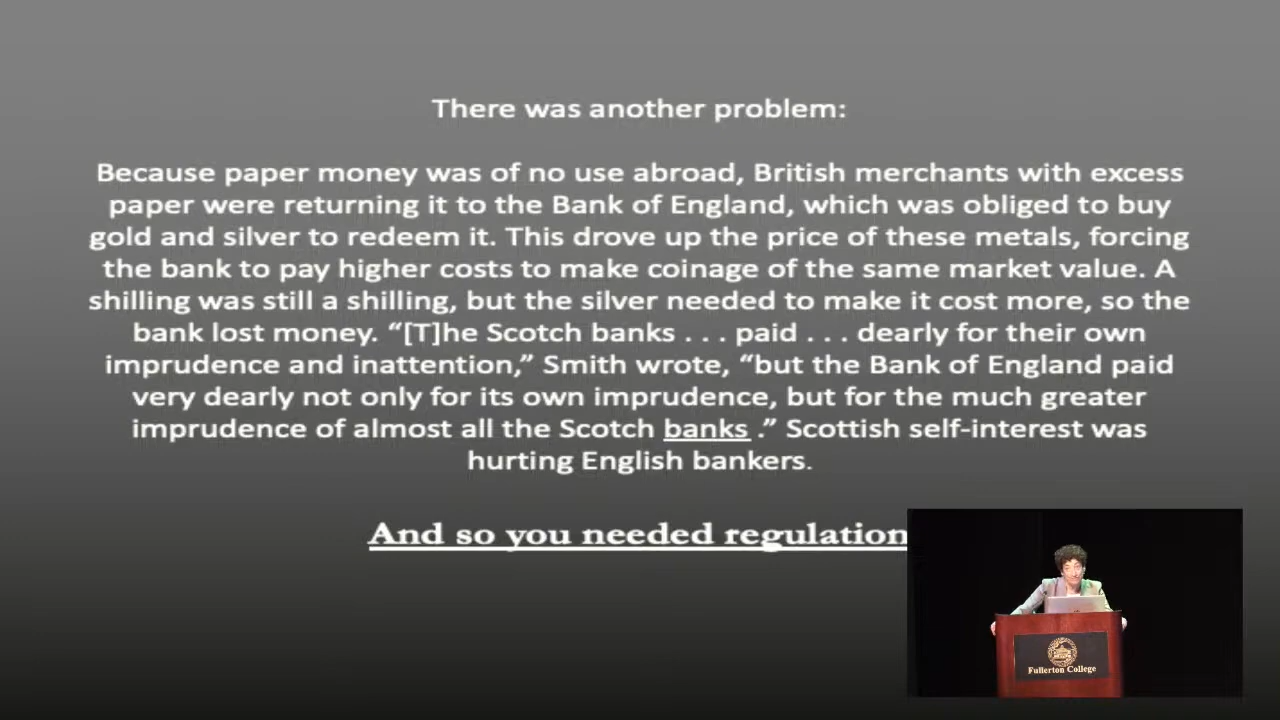 There was another problem:
Because paper money was of no use abroad, British merchants with excess
paper were returning it to the Bank of England, which was obliged to buy
gold and silver to redeem it. This drove up the price of these metals, forcing
the bank to pay higher costs to make coinage of the same market value. A
shilling was still a shilling, but the silver needed to make it cost more, so the
bank lost money. “[T]he Scotch banks . . . paid . . . dearly for their own
imprudence and inattention,” Smith wrote, “but the Bank of England paid
very dearly not only for its own imprudence, but for the much greater
imprudence of almost all the Scotch banks .” Scottish self-interest was
hurting English bankers.
And so you needed regulation
Fullerton College